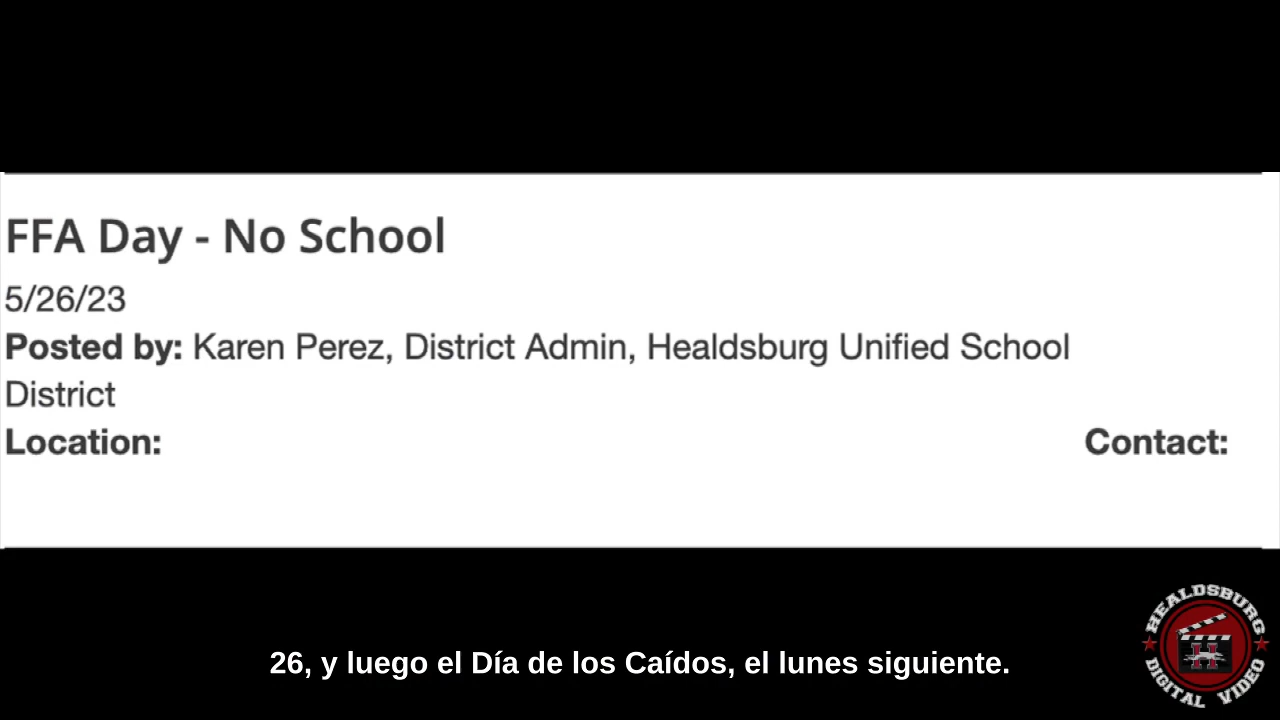 FFA Day - No School
5/26/23
Posted by: Karen Perez, District Admin, Healdsburg Unified School
District
Location:
Contact:
26, y luego el Día de los Caídos, el lunes siguiente.
HEALDSBURG
H
DIGITAL VIDEO